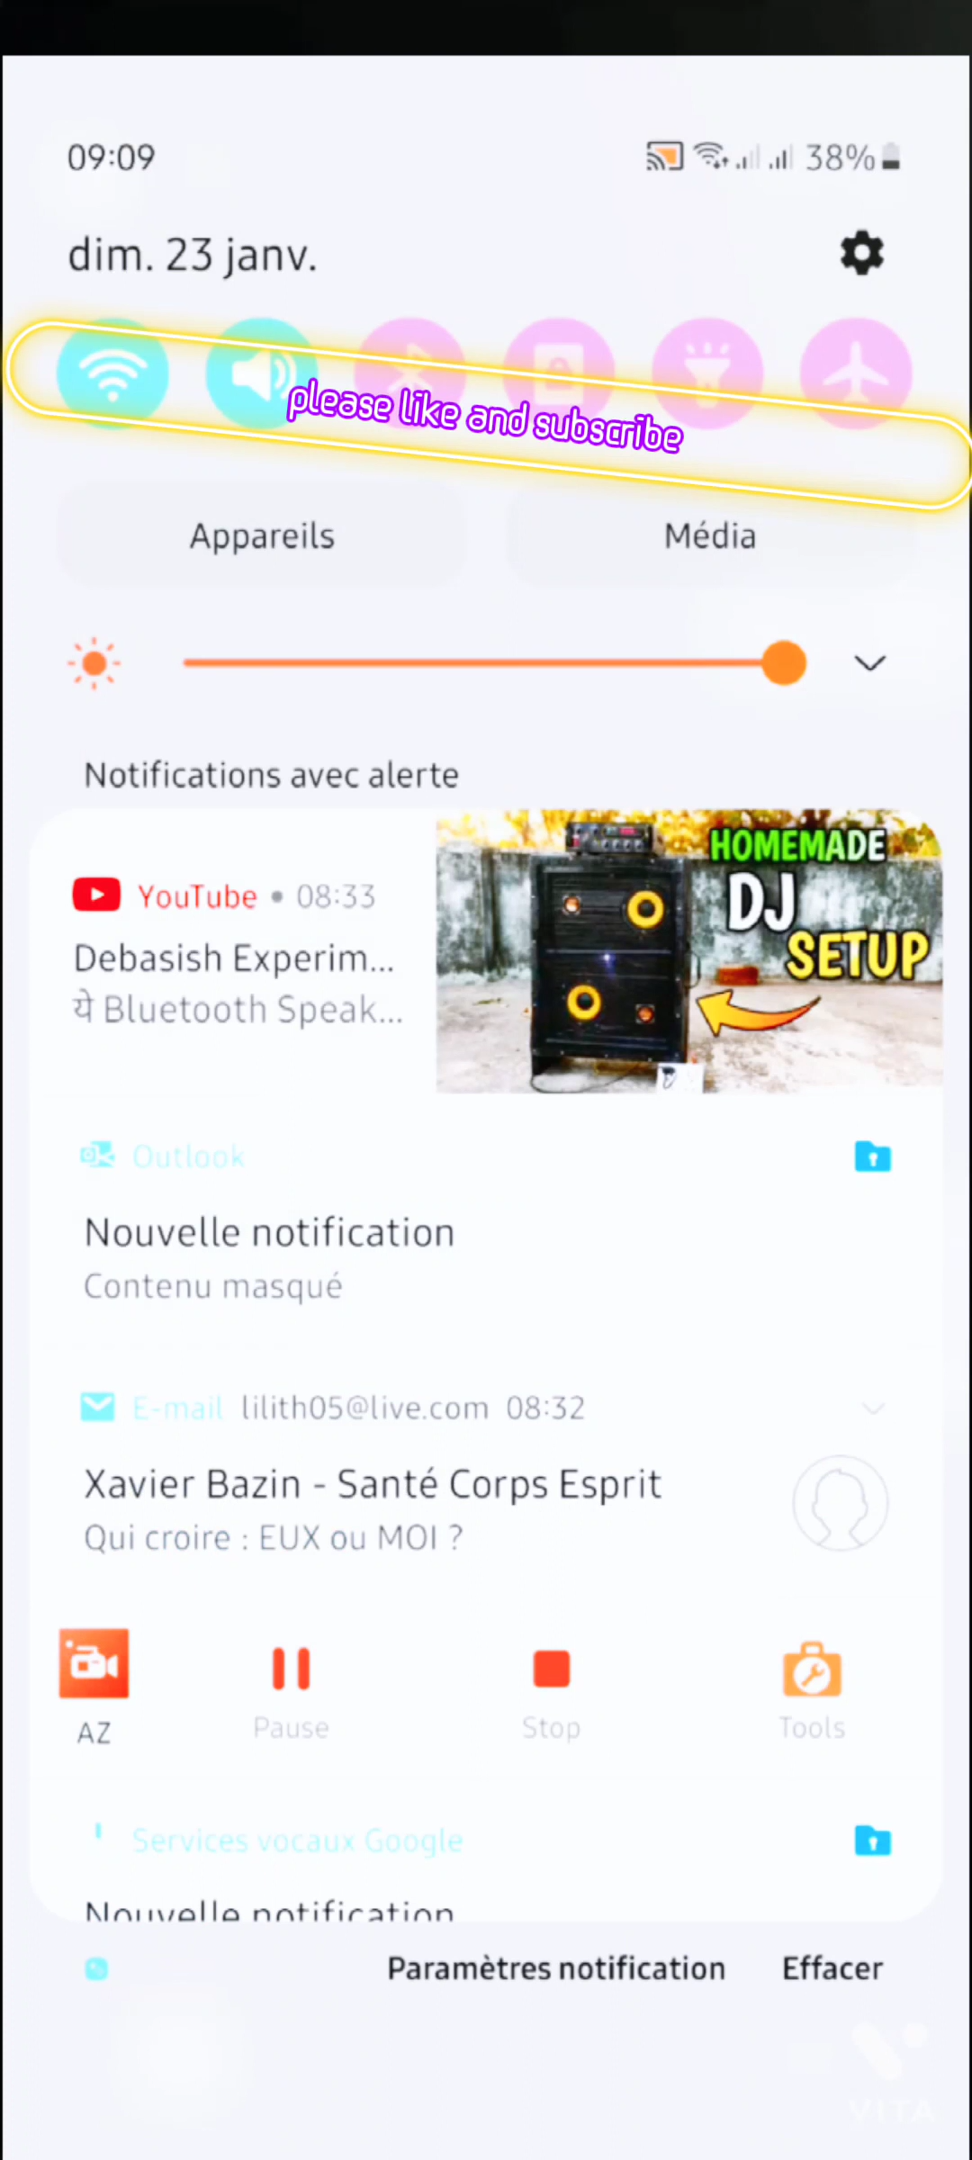 09:09
38%
dim. 23 janv.
please like and subscribe
Appareils
Média
Notifications avec alerte
YouTube • 08:33
Debasish Experim...
ये Bluetooth Speak...
HOMEMADE
DJ
SETUP
Outlook
Nouvelle notification
Contenu masqué
E-mail lilith05@live.com 08:32
Xavier Bazin - Santé Corps Esprit
Qui croire : EUX ou MOI ?
AZ
Pause
Stop
Tools
Services vocaux Google
Nouvelle notification
Paramètres notification
Effacer
VITA